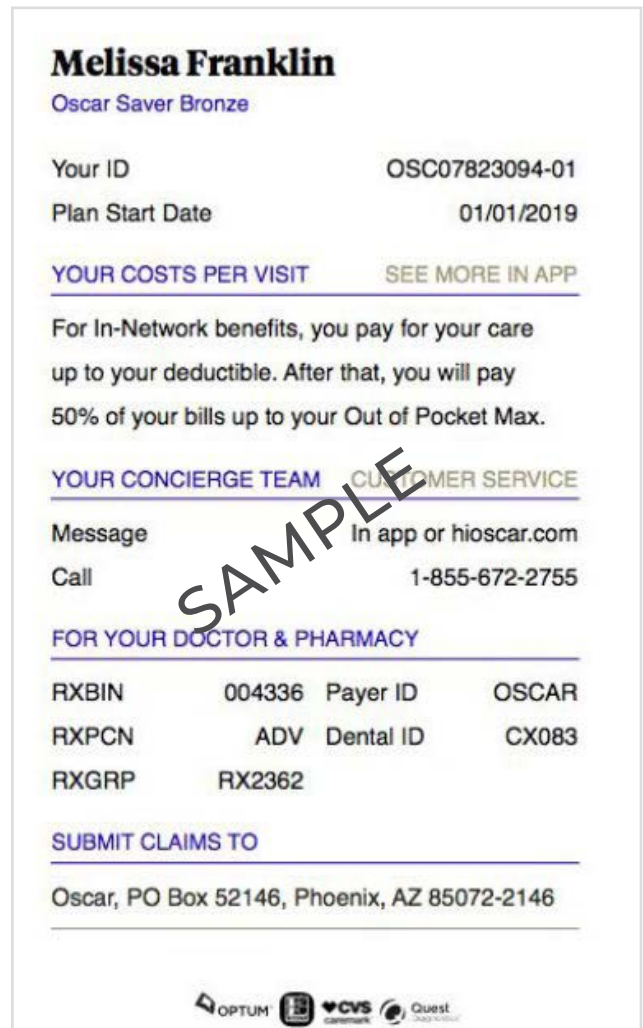 Melissa Franklin
Oscar Saver Bronze
Your ID OSC07823094-01
Plan Start Date 01/01/2019
YOUR COSTS PER VISIT SEE MORE IN APP
For In-Network benefits, you pay for your care
up to your deductible. After that, you will pay
50% of your bills up to your Out of Pocket Max.
YOUR CONCIERGE TEAM CUSTOMER SERVICE
Message In app or hioscar.com
Call 1-855-672-2755
SAMPLE
FOR YOUR DOCTOR & PHARMACY
RXBIN 004336 Payer ID OSCAR
RXPCN ADV Dental ID CX083
RXGRP RX2362
SUBMIT CLAIMS TO
Oscar, PO Box 52146, Phoenix, AZ 85072-2146
OPTUM CVS caremark Quest Diagnostics